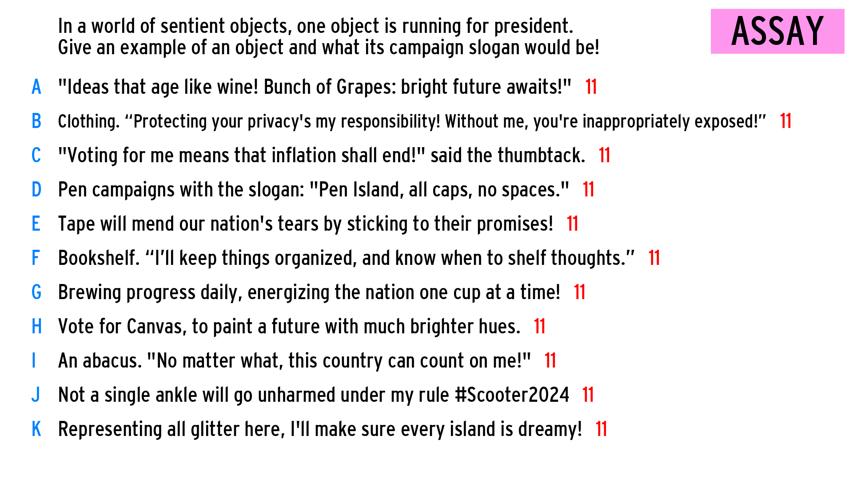 In a world of sentient objects, one object is running for president.
Give an example of an object and what its campaign slogan would be!
ASSAY
A "Ideas that age like wine! Bunch of Grapes: bright future awaits!" 11
B Clothing. “Protecting your privacy's my responsibility! Without me, you're inappropriately exposed!” 11
C "Voting for me means that inflation shall end!" said the thumbtack. 11
D Pen campaigns with the slogan: "Pen Island, all caps, no spaces." 11
E Tape will mend our nation's tears by sticking to their promises! 11
F Bookshelf. “I’ll keep things organized, and know when to shelf thoughts.” 11
G Brewing progress daily, energizing the nation one cup at a time! 11
H Vote for Canvas, to paint a future with much brighter hues. 11
I An abacus. "No matter what, this country can count on me!" 11
J Not a single ankle will go unharmed under my rule #Scooter2024 11
K Representing all glitter here, I'll make sure every island is dreamy! 11